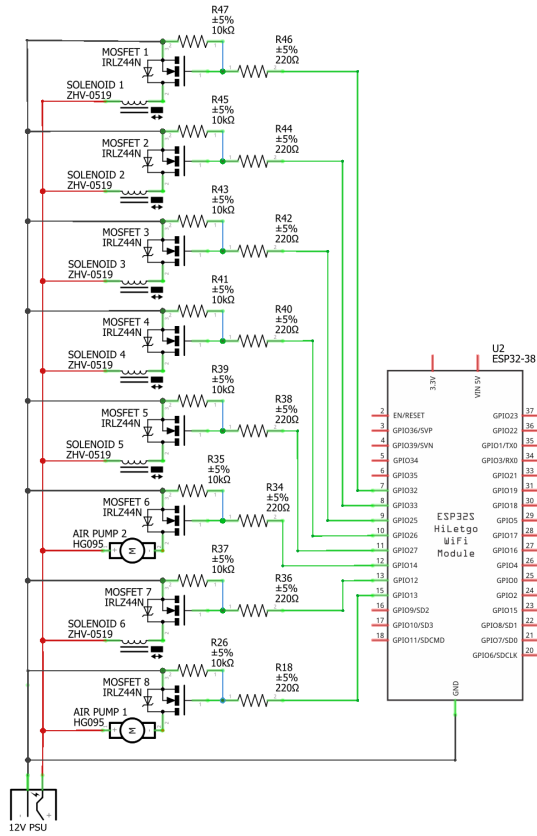 R47
±5%
10kΩ
R46
±5%
220Ω
MOSFET 1
IRLZ44N
SOLENOID 1
ZHV-0519
R45
±5%
10kΩ
R44
±5%
220Ω
MOSFET 2
IRLZ44N
SOLENOID 2
ZHV-0519
R43
±5%
10kΩ
R42
±5%
220Ω
MOSFET 3
IRLZ44N
SOLENOID 3
ZHV-0519
R41
±5%
10kΩ
R40
±5%
220Ω
MOSFET 4
IRLZ44N
SOLENOID 4
ZHV-0519
R39
±5%
10kΩ
R38
±5%
220Ω
MOSFET 5
IRLZ44N
SOLENOID 5
ZHV-0519
R35
±5%
10kΩ
R34
±5%
220Ω
MOSFET 6
IRLZ44N
AIR PUMP 2
HG095
M
R37
±5%
10kΩ
R36
±5%
220Ω
MOSFET 7
IRLZ44N
SOLENOID 6
ZHV-0519
R26
±5%
10kΩ
R18
±5%
220Ω
MOSFET 8
IRLZ44N
AIR PUMP 1
HG095
M
- +
12V PSU
U2
ESP32-38
3.3V
VIN 5V
2 EN/RESET
3 GPIO36/SVP
4 GPIO39/SVN
5 GPIO34
6 GPIO35
7 GPIO32
8 GPIO33
9 GPIO25
10 GPIO26
11 GPIO27
12 GPIO14
13 GPIO12
15 GPIO13
16 GPIO9/SD2
17 GPIO10/SD3
18 GPIO11/SDCMD
ESP32S
HiLetgo
WiFi
Module
GPIO23 37
GPIO22 36
GPIO1/TX0 35
GPIO3/RX0 34
GPIO21 33
GPIO19 31
GPIO18 30
GPIO5 29
GPIO17 28
GPIO16 27
GPIO4 26
GPIO0 25
GPIO2 24
GPIO15 23
GPIO8/SD1 22
GPIO7/SD0 21
GPIO6/SDCLK 20
GND